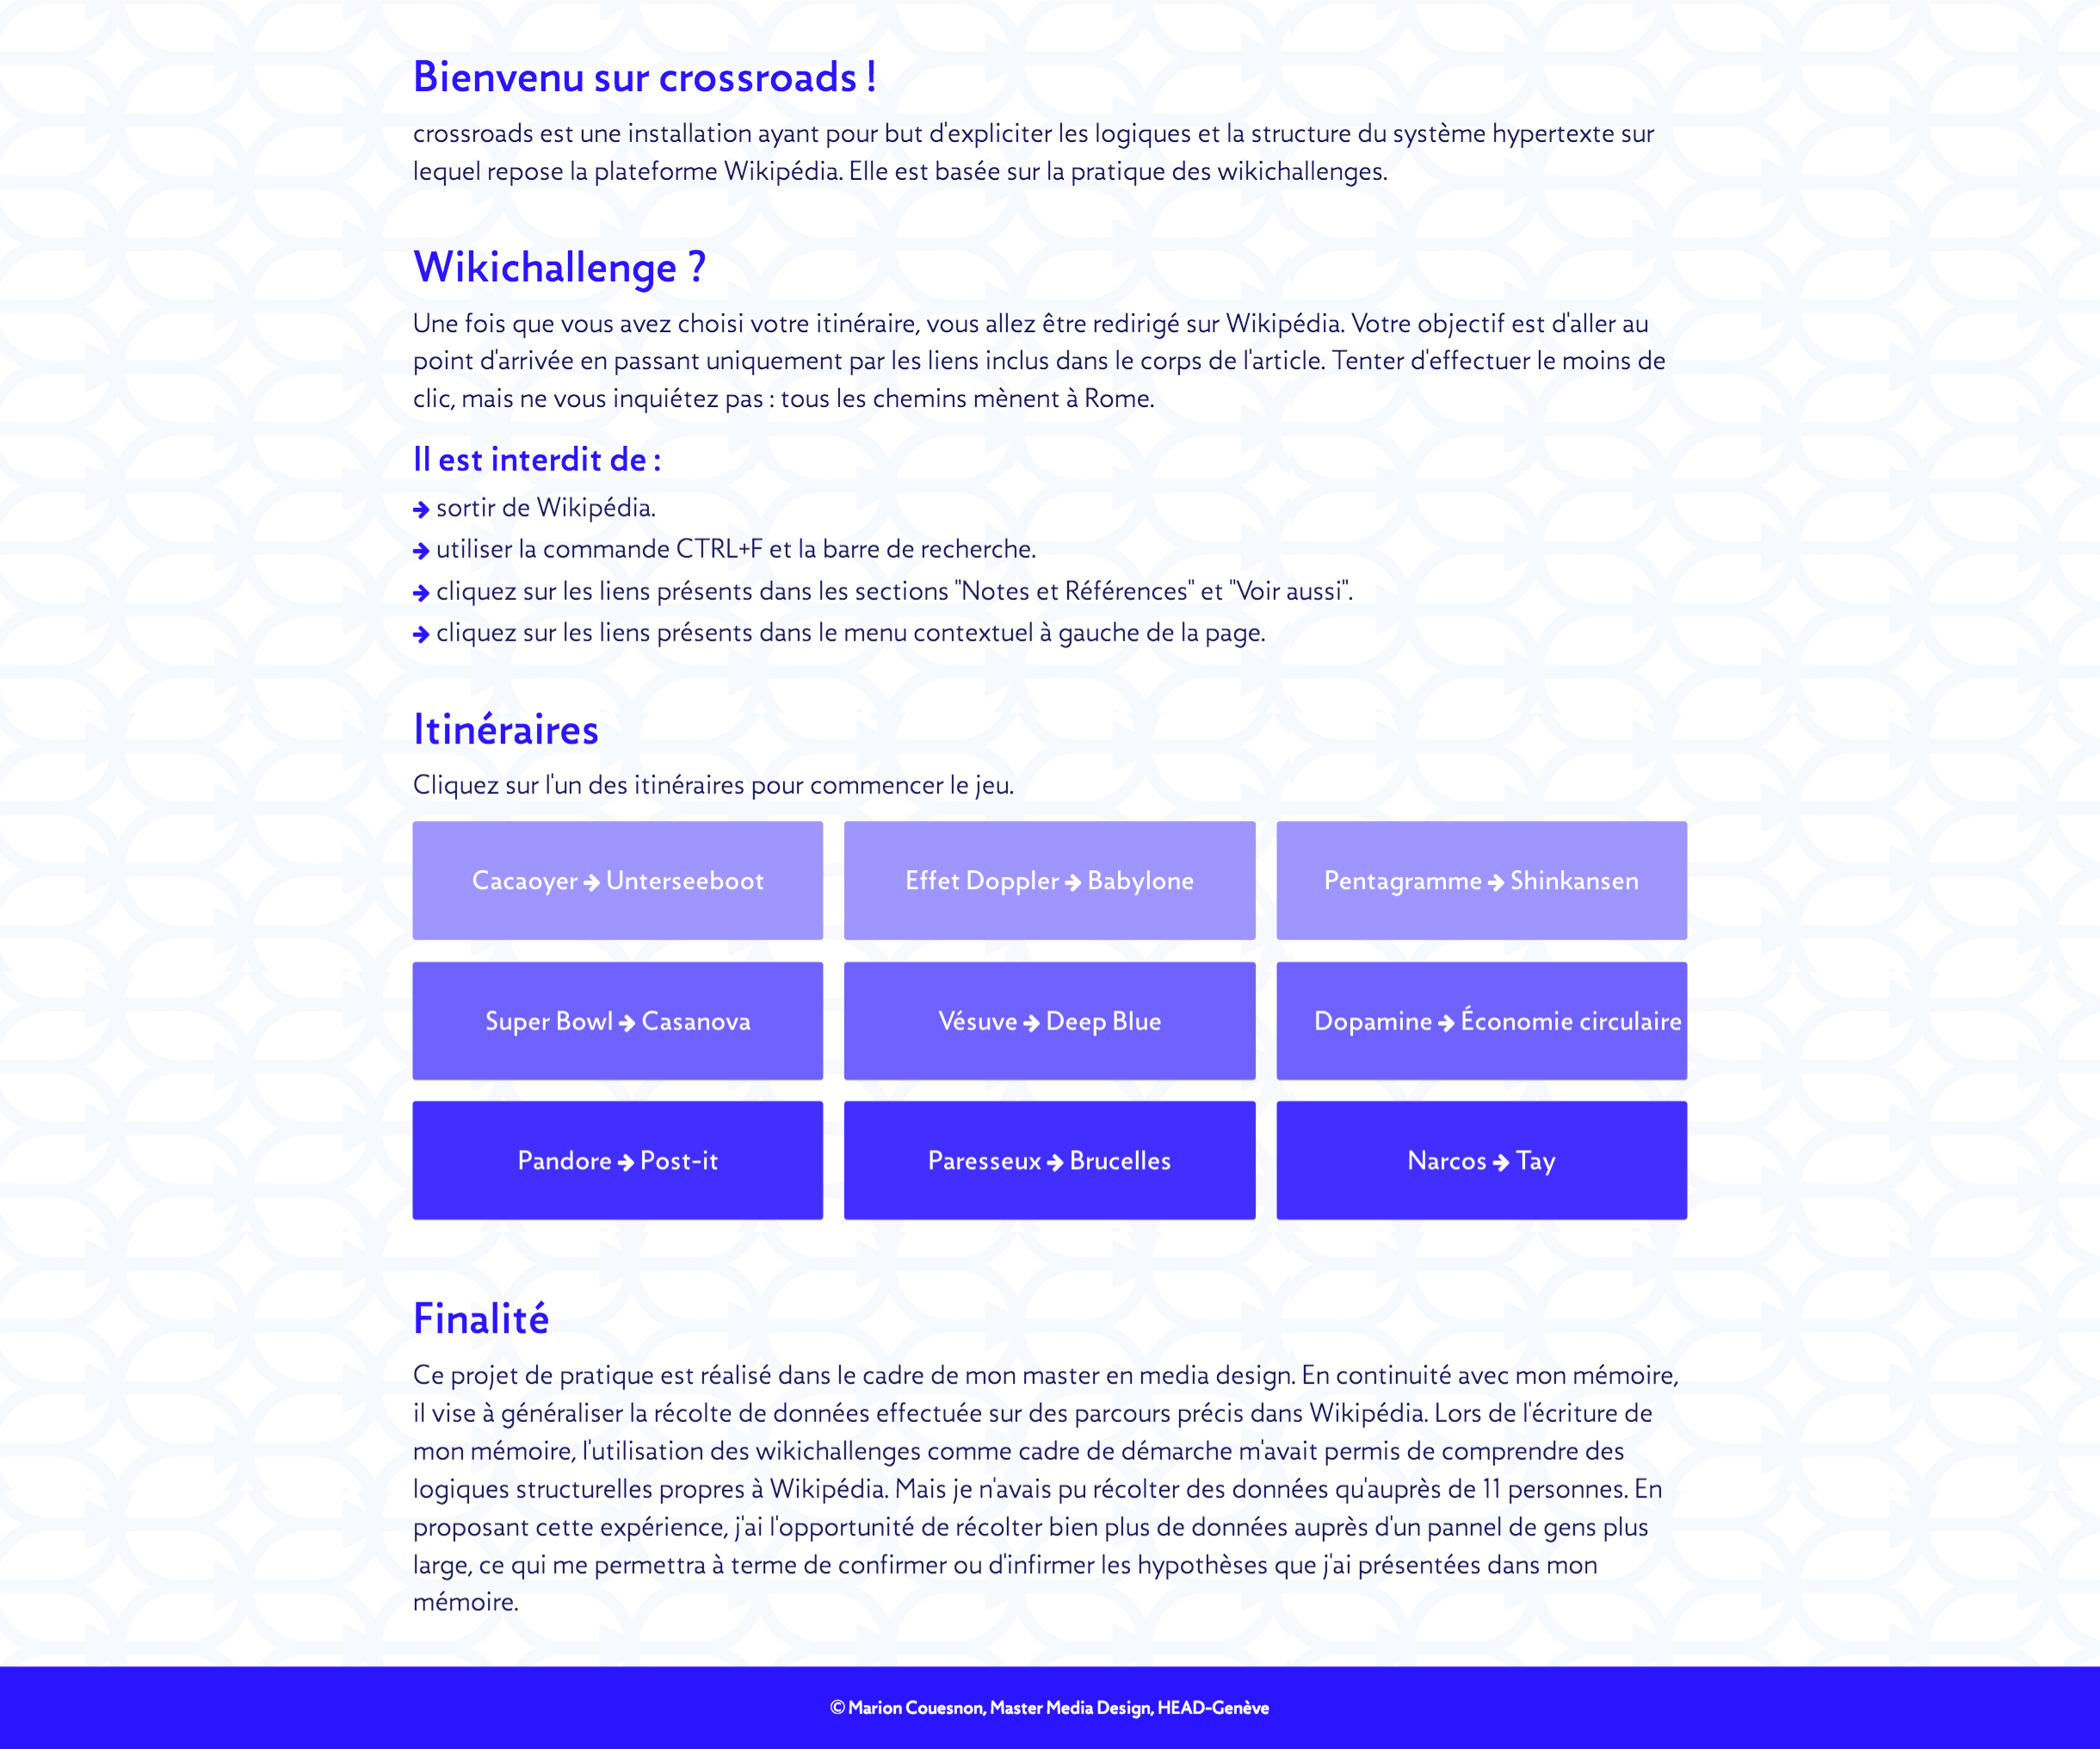 Bienvenu sur crossroads !
crossroads est une installation ayant pour but d'expliciter les logiques et la structure du système hypertexte sur
lequel repose la plateforme Wikipédia. Elle est basée sur la pratique des wikichallenges.
Wikichallenge ?
Une fois que vous avez choisi votre itinéraire, vous allez être redirigé sur Wikipédia. Votre objectif est d'aller au
point d'arrivée en passant uniquement par les liens inclus dans le corps de l'article. Tenter d'effectuer le moins de
clic, mais ne vous inquiétez pas : tous les chemins mènent à Rome.
Il est interdit de :
→ sortir de Wikipédia.
→ utiliser la commande CTRL+F et la barre de recherche.
→ cliquez sur les liens présents dans les sections "Notes et Références" et "Voir aussi".
→ cliquez sur les liens présents dans le menu contextuel à gauche de la page.
Itinéraires
Cliquez sur l'un des itinéraires pour commencer le jeu.
Cacaoyer → Unterseeboot
Effet Doppler → Babylone
Pentagramme → Shinkansen
Super Bowl → Casanova
Vésuve → Deep Blue
Dopamine → Économie circulaire
Pandore → Post-it
Paresseux → Brucelles
Narcos → Tay
Finalité
Ce projet de pratique est réalisé dans le cadre de mon master en media design. En continuité avec mon mémoire,
il vise à généraliser la récolte de données effectuée sur des parcours précis dans Wikipédia. Lors de l'écriture de
mon mémoire, l'utilisation des wikichallenges comme cadre de démarche m'avait permis de comprendre des
logiques structurelles propres à Wikipédia. Mais je n'avais pu récolter des données qu'auprès de 11 personnes. En
proposant cette expérience, j'ai l'opportunité de récolter bien plus de données auprès d'un pannel de gens plus
large, ce qui me permettra à terme de confirmer ou d'infirmer les hypothèses que j'ai présentées dans mon
mémoire.
© Marion Couesnon, Master Media Design, HEAD-Genève